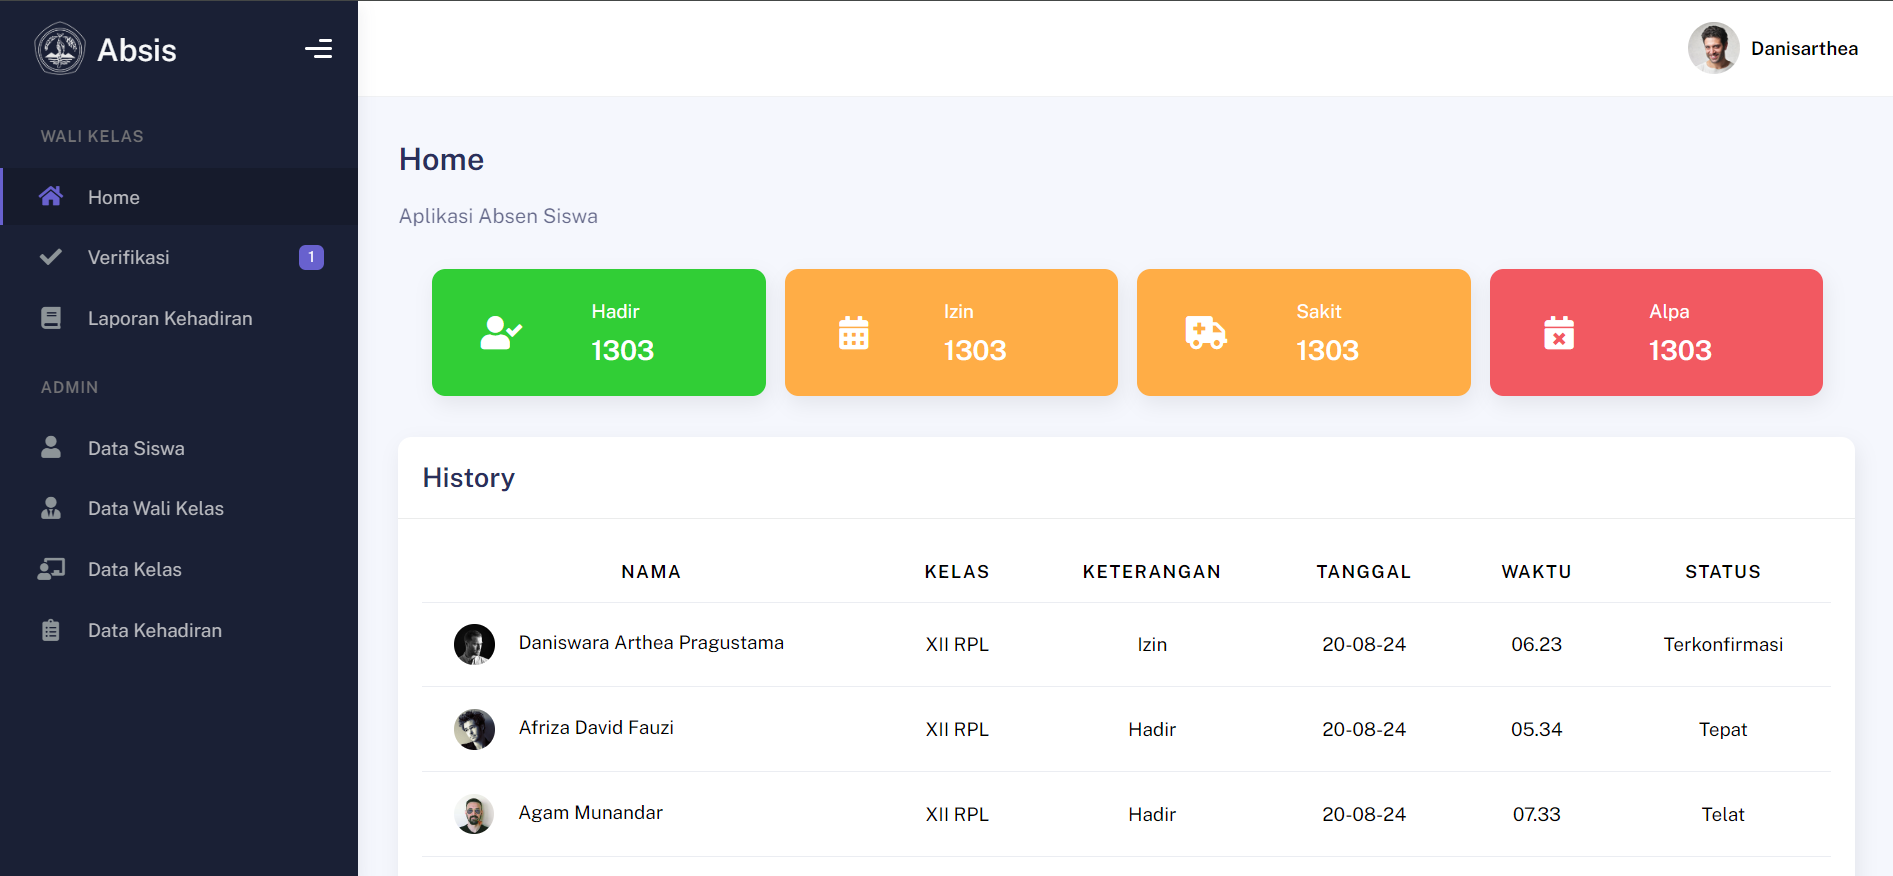 Absis
Danisarthea
WALI KELAS
Home
Verifikasi 1
Laporan Kehadiran
ADMIN
Data Siswa
Data Wali Kelas
Data Kelas
Data Kehadiran
Home
Aplikasi Absen Siswa
Hadir
1303
Izin
1303
Sakit
1303
Alpa
1303
History
NAMA KELAS KETERANGAN TANGGAL WAKTU STATUS
Daniswara Arthea Pragustama XII RPL Izin 20-08-24 06.23 Terkonfirmasi
Afriza David Fauzi XII RPL Hadir 20-08-24 05.34 Tepat
Agam Munandar XII RPL Hadir 20-08-24 07.33 Telat